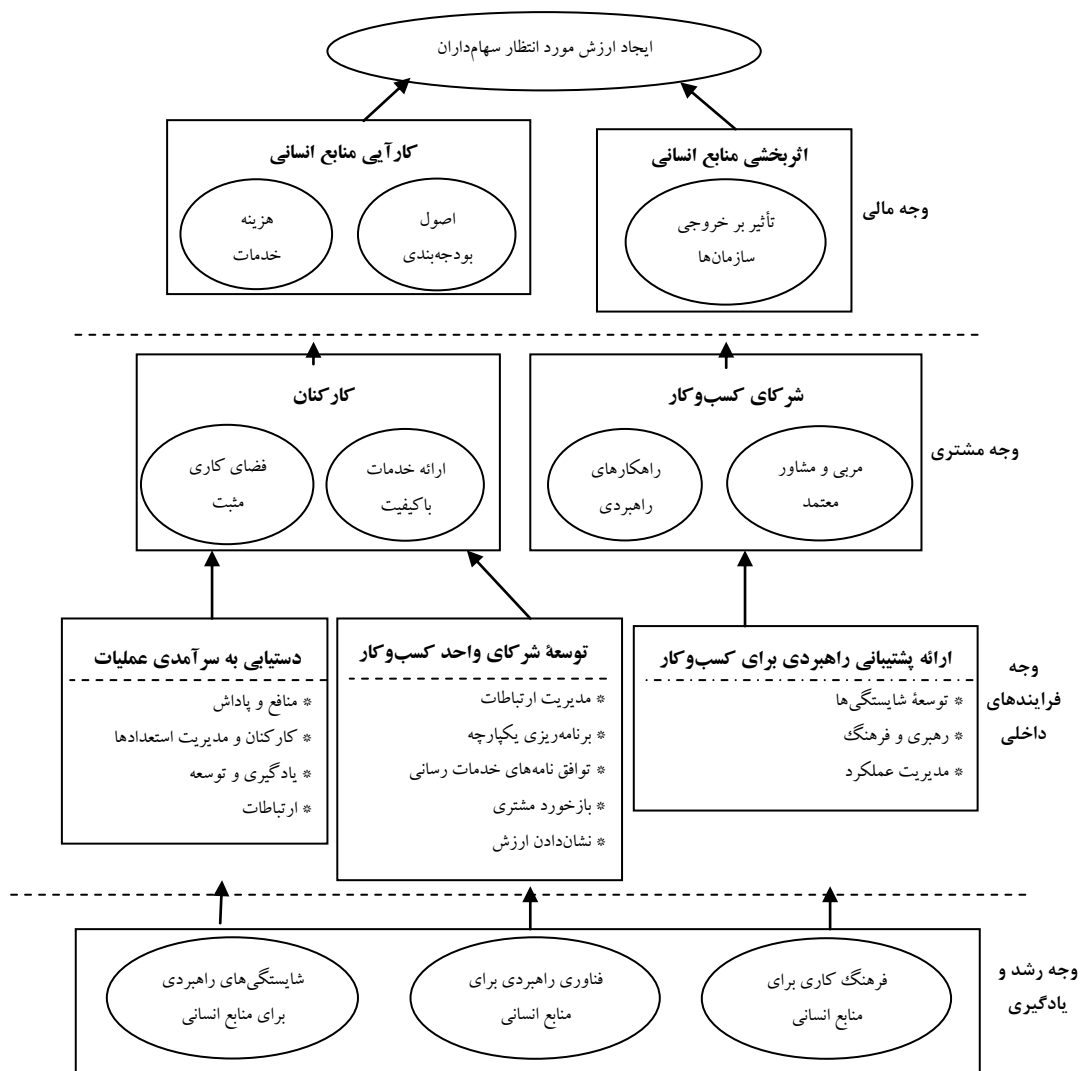 ایجاد ارزش مورد انتظار سهام‌داران
اثربخشی منابع انسانی
تأثیر بر خروجی
سازمان‌ها
کارآیی منابع انسانی
اصول
بودجه‌بندی
هزینه
خدمات
وجه مالی
شرکای کسب‌وکار
مربی و مشاور
معتمد
راهکارهای
راهبردی
کارکنان
ارائه خدمات
باکیفیت
فضای کاری
مثبت
وجه مشتری
وجه
فرایندهای
داخلی
ارائه پشتیبانی راهبردی برای کسب‌وکار
* توسعۀ شایستگی‌ها
* رهبری و فرهنگ
* مدیریت عملکرد
توسعۀ شرکای واحد کسب‌وکار
* مدیریت ارتباطات
* برنامه‌ریزی یکپارچه
* توافق نامه‌های خدمات رسانی
* بازخورد مشتری
* نشان‌دادن ارزش
دستیابی به سرآمدی عملیات
* منافع و پاداش
* کارکنان و مدیریت استعدادها
* یادگیری و توسعه
* ارتباطات
وجه رشد و
یادگیری
فرهنگ کاری برای
منابع انسانی
فناوری راهبردی برای
منابع انسانی
شایستگی‌های راهبردی
برای منابع انسانی